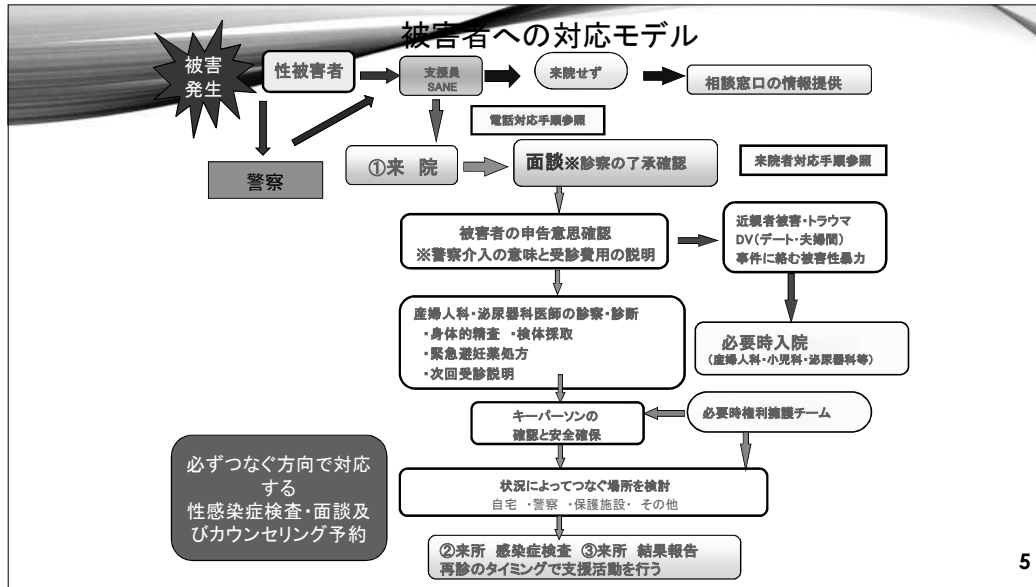 被害者への対応モデル
被害
発生
性被害者
支援員
SANE
来院せず
相談窓口の情報提供
電話対応手順参照
警察
①来 院
面談※診察の了承確認
来院者対応手順参照
被害者の申告意思確認
※警察介入の意味と受診費用の説明
近親者被害・トラウマ
DV(デート・夫婦間)
事件に絡む被害性暴力
産婦人科・泌尿器科医師の診察・診断
・身体的精査 ・検体採取
・緊急避妊薬処方
・次回受診説明
必要時入院
(産婦人科・小児科・泌尿器科等)
キーパーソンの
確認と安全確保
必要時権利擁護チーム
必ずつなぐ方向で対応
する
性感染症検査・面談及
びカウンセリング予約
状況によってつなぐ場所を検討
自宅 ・警察 ・保護施設・ その他
②来所 感染症検査 ③来所 結果報告
再診のタイミングで支援活動を行う
5